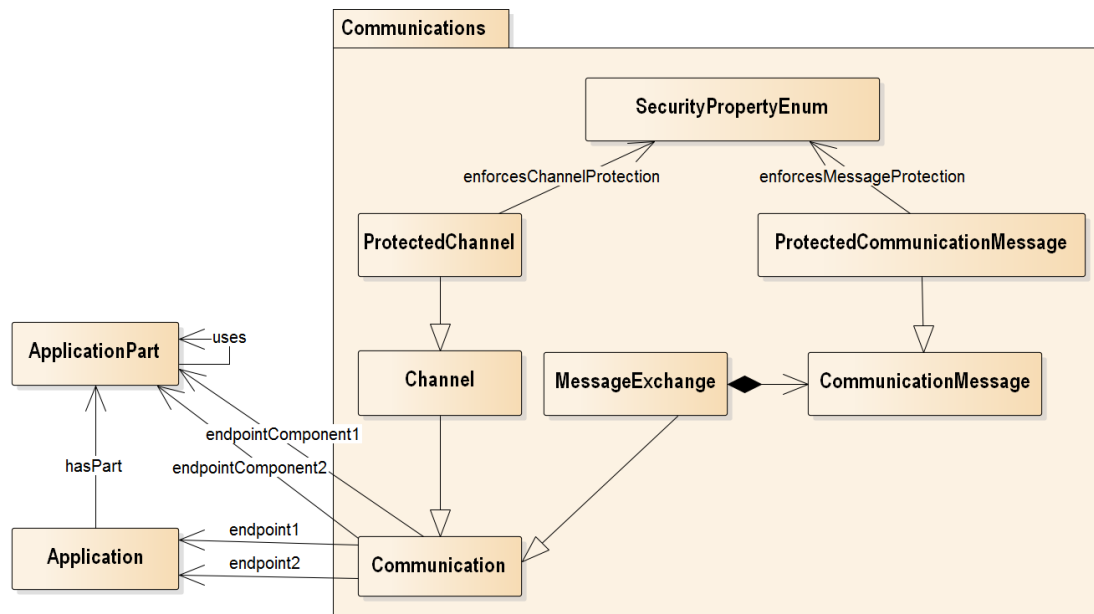 Communications
SecurityPropertyEnum
enforcesChannelProtection
enforcesMessageProtection
ProtectedChannel
ProtectedCommunicationMessage
uses
ApplicationPart
Channel
MessageExchange
CommunicationMessage
endpointComponent1
hasPart
endpointComponent2
endpoint1
Application
endpoint2
Communication